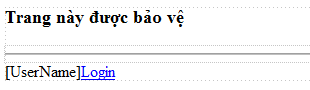 Trang này được bảo vệ
[UserName]Login